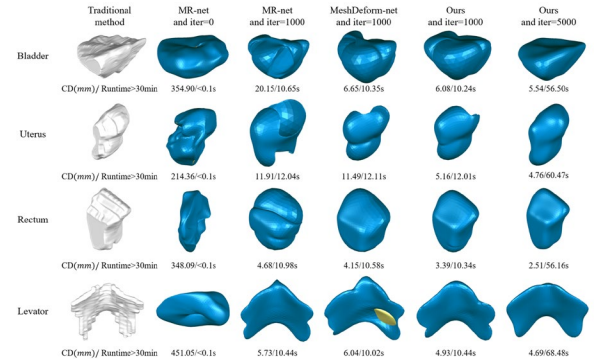 Traditional method
MR-net and iter=0
MR-net and iter=1000
MeshDeform-net and iter=1000
Ours and iter=1000
Ours and iter=5000
Bladder
CD(mm)/ Runtime>30min 354.90/<0.1s 20.15/10.65s 6.65/10.35s 6.08/10.24s 5.54/56.50s
Uterus
CD(mm)/ Runtime>30min 214.36/<0.1s 11.91/12.04s 11.49/12.11s 5.16/12.01s 4.76/60.47s
Rectum
CD(mm)/ Runtime>30min 348.09/<0.1s 4.68/10.98s 4.15/10.58s 3.39/10.34s 2.51/56.16s
Levator
CD(mm)/ Runtime>30min 451.05/<0.1s 5.73/10.44s 6.04/10.02s 4.93/10.44s 4.69/68.48s